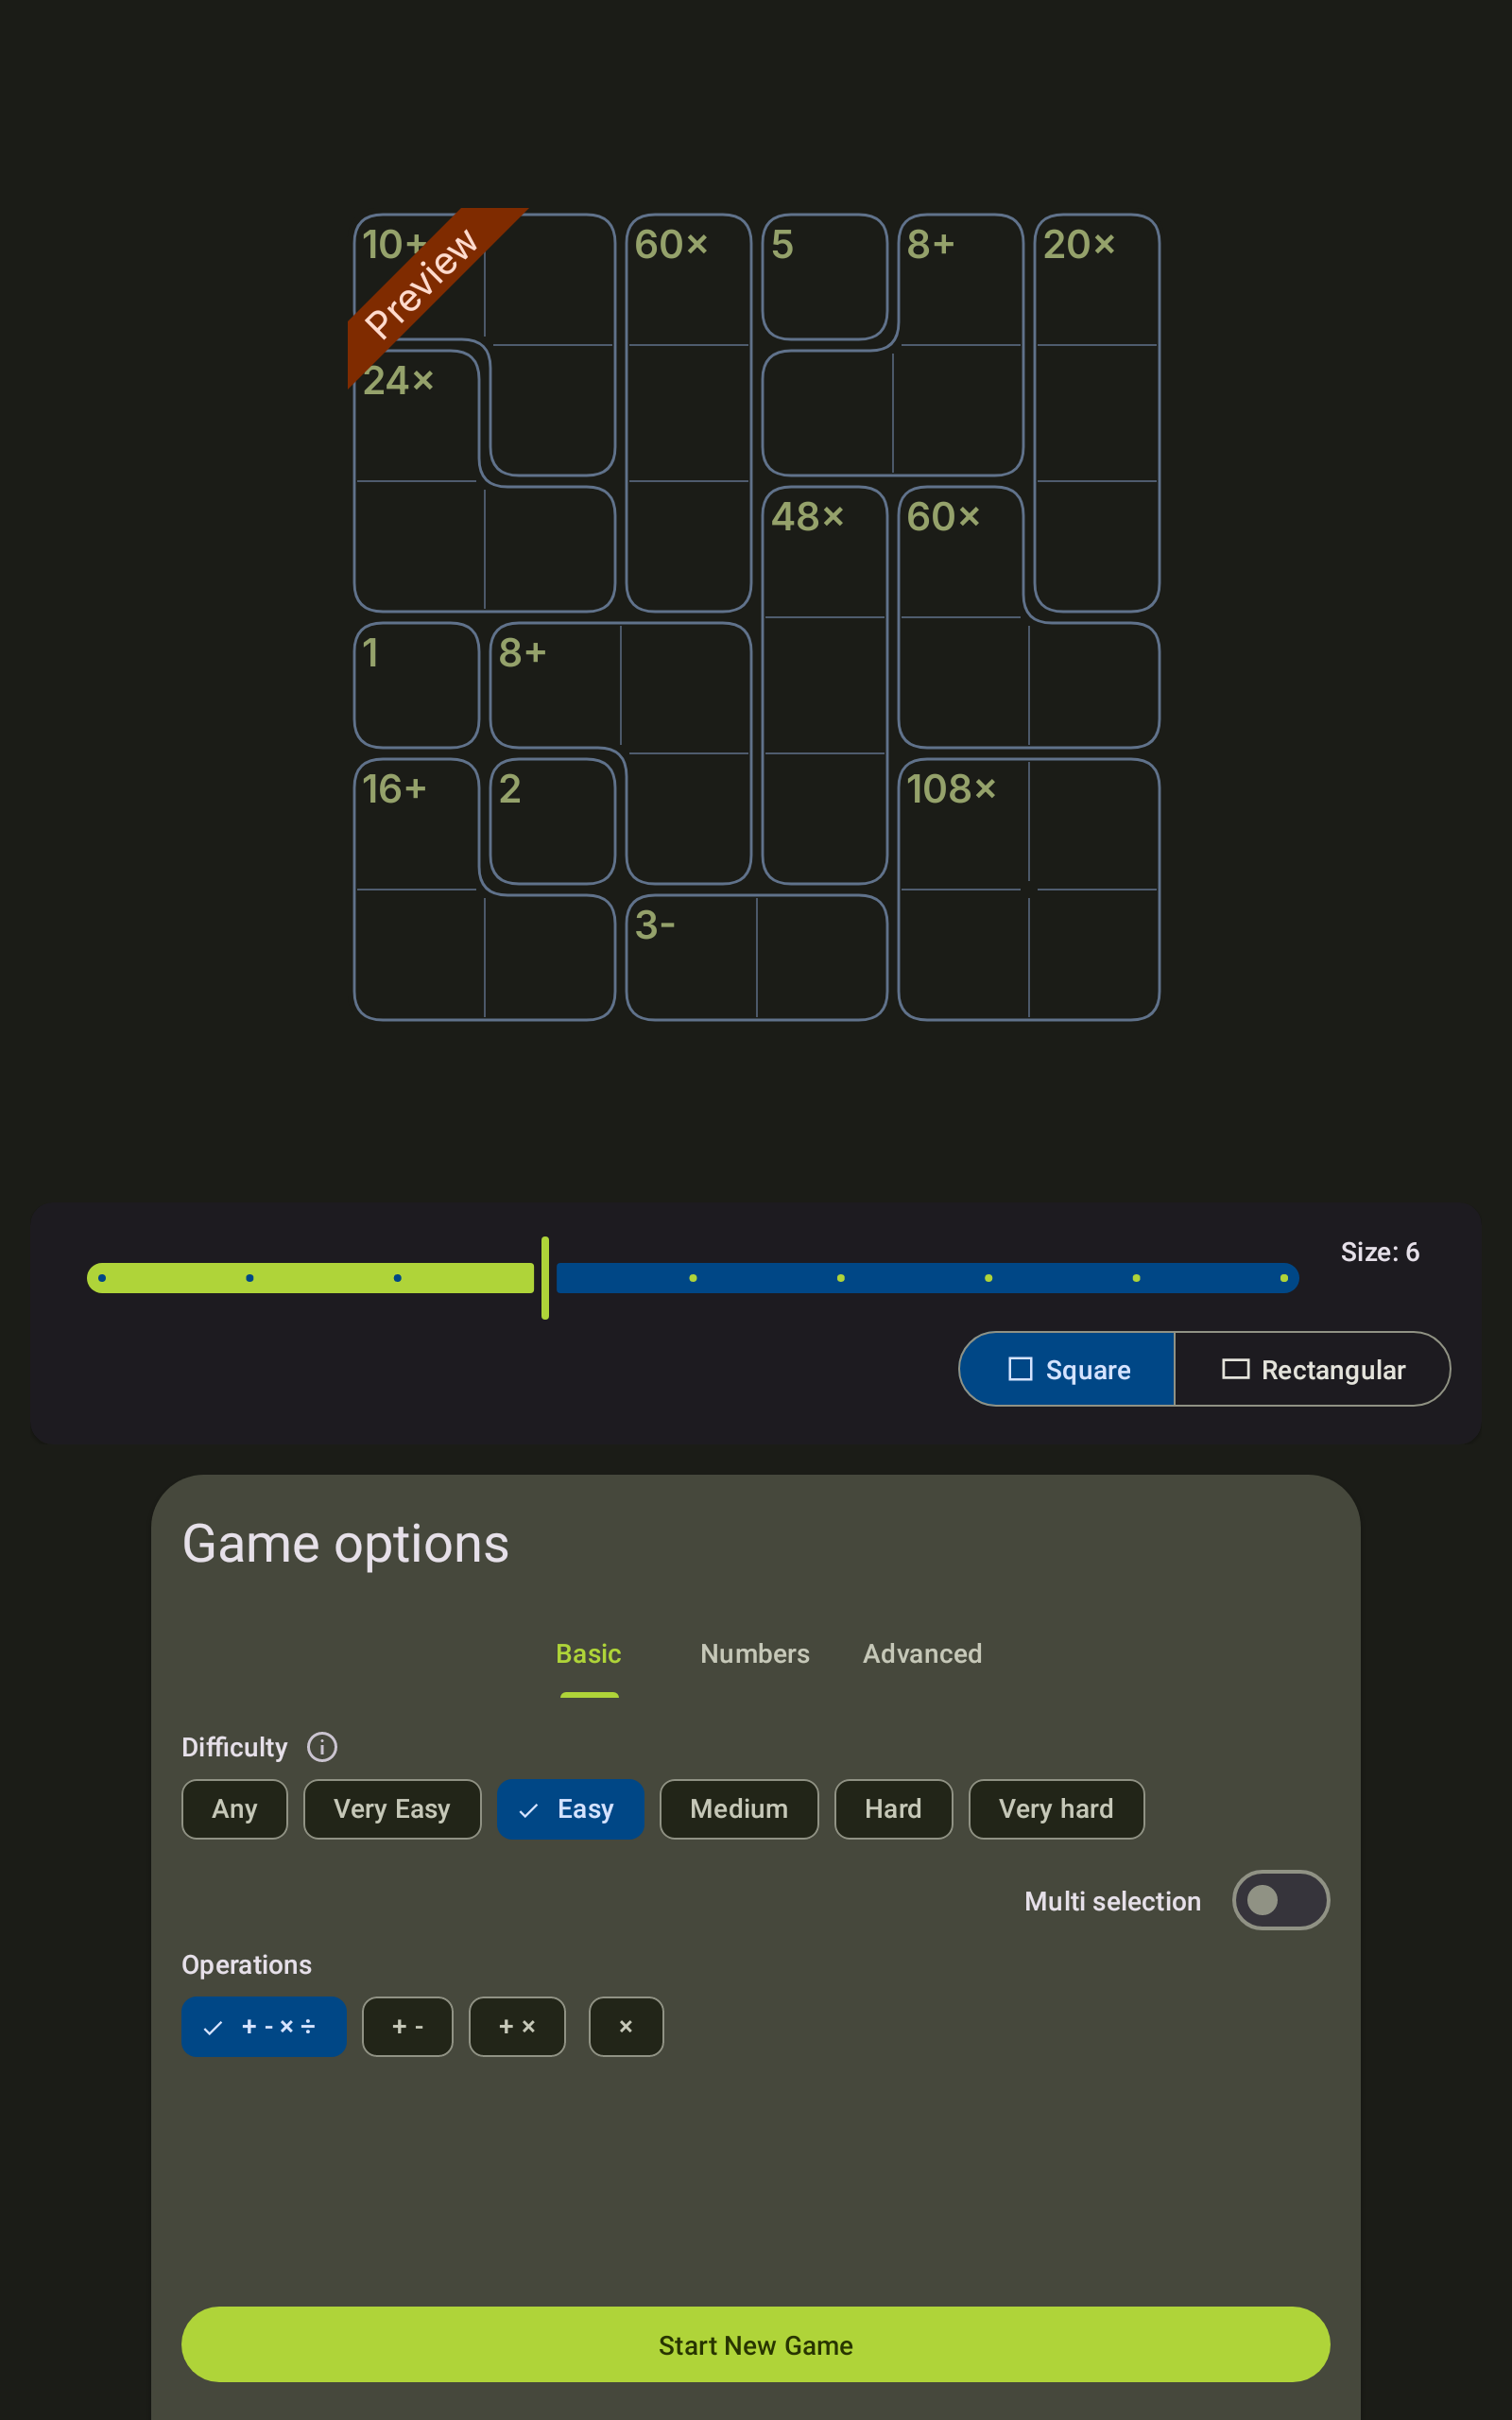 10+ 60× 5 8+ 20×
Preview
24×
48× 60×
1 8+
16+ 2 108×
3-
Size: 6
Square Rectangular
Game options
Basic Numbers Advanced
Difficulty
Any Very Easy Easy Medium Hard Very hard
Multi selection
Operations
+ - × ÷ + - + × ×
Start New Game